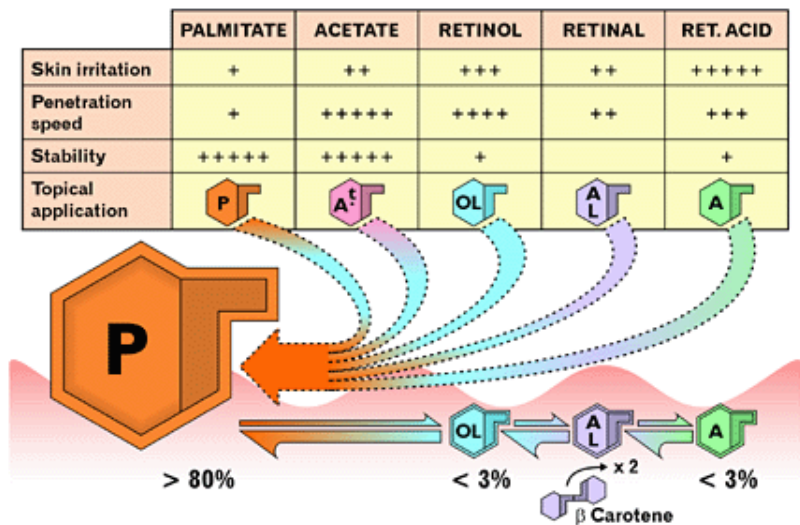 PALMITATE ACETATE RETINOL RETINAL RET. ACID
Skin irritation + ++ +++ ++ +++++
Penetration speed + +++++ ++++ ++ +++
Stability +++++ +++++ + +
Topical application P At. OL AL A
P
OL AL A
> 80% < 3% x 2 < 3%
β Carotene